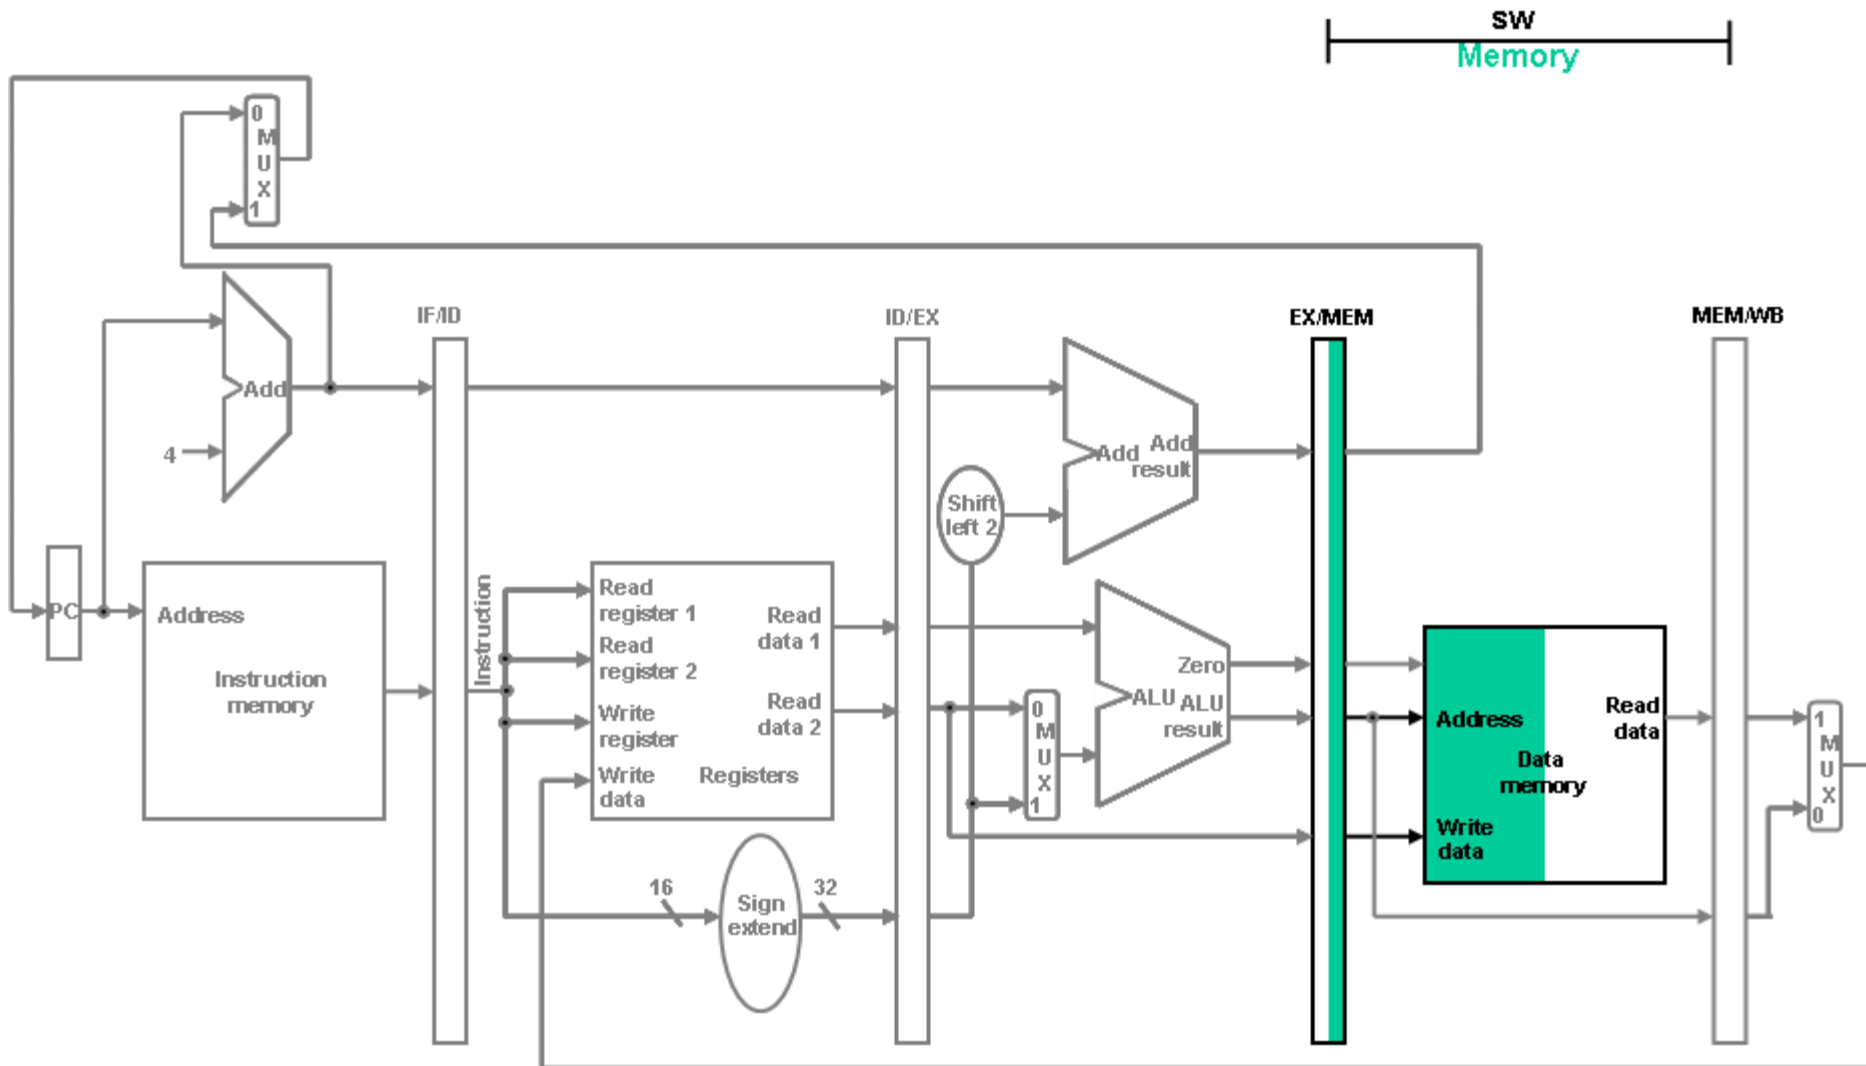 SW
Memory
0
M
U
X
1
IF/ID
ID/EX
EX/MEM
MEM/WB
Add
4
Add
Add
result
Shift
left 2
PC
Address
Instruction
memory
Instruction
Read
register 1
Read
register 2
Write
register
Write
data
Read
data 1
Read
data 2
Registers
16
Sign
extend
32
0
M
U
X
1
Zero
ALU
ALU
result
Address
Read
data
Data
memory
Write
data
1
M
U
X
0